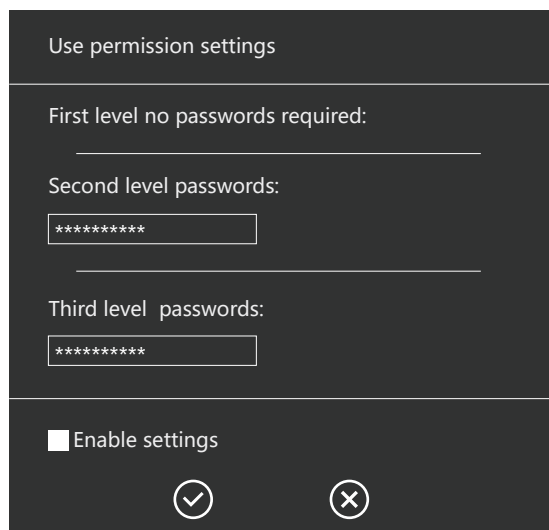 Use permission settings
First level no passwords required:
Second level passwords:
**********
Third level  passwords:
**********
Enable settings